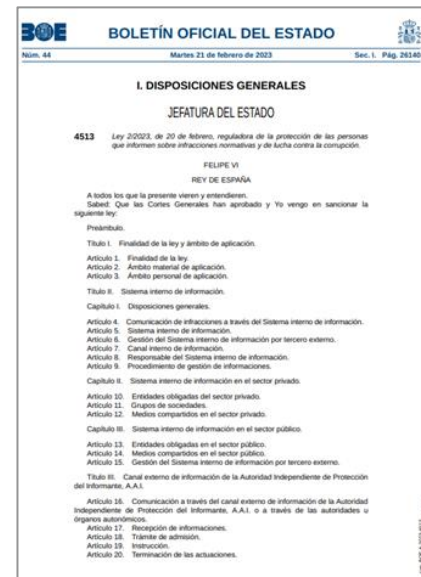 BOE
BOLETÍN OFICIAL DEL ESTADO
Núm. 44
Martes 21 de febrero de 2023
Sec. I. Pág. 26140
I. DISPOSICIONES GENERALES
JEFATURA DEL ESTADO
4513
Ley 2/2023, de 20 de febrero, reguladora de la protección de las personas
que informen sobre infracciones normativas y de lucha contra la corrupción.
FELIPE VI
REY DE ESPAÑA
A todos los que la presente vieren y entendieren.
Sabed: Que las Cortes Generales han aprobado y Yo vengo en sancionar la
siguiente ley:
Preámbulo.
Título I. Finalidad de la ley y ámbito de aplicación.
Artículo 1. Finalidad de la ley.
Artículo 2. Ámbito material de aplicación.
Artículo 3. Ámbito personal de aplicación.
Título II. Sistema interno de información.
Capítulo I. Disposiciones generales.
Artículo 4. Comunicación de infracciones a través del Sistema interno de información.
Artículo 5. Sistema interno de información.
Artículo 6. Gestión del Sistema interno de información por tercero externo.
Artículo 7. Canal interno de información.
Artículo 8. Responsable del Sistema interno de información.
Artículo 9. Procedimiento de gestión de informaciones.
Capítulo II. Sistema interno de información en el sector privado.
Artículo 10. Entidades obligadas del sector privado.
Artículo 11. Grupos de sociedades.
Artículo 12. Medios compartidos en el sector privado.
Capítulo III. Sistema interno de información en el sector público.
Artículo 13. Entidades obligadas en el sector público.
Artículo 14. Medios compartidos en el sector público.
Artículo 15. Gestión del Sistema interno de información por tercero externo.
Título III. Canal externo de información de la Autoridad Independiente de Protección
del Informante, A.A.I.
Artículo 16. Comunicación a través del canal externo de información de la Autoridad
Independiente de Protección del Informante, A.A.I. o a través de las autoridades u
órganos autonómicos.
Artículo 17. Recepción de informaciones.
Artículo 18. Trámite de admisión.
Artículo 19. Instrucción.
Artículo 20. Terminación de las actuaciones.